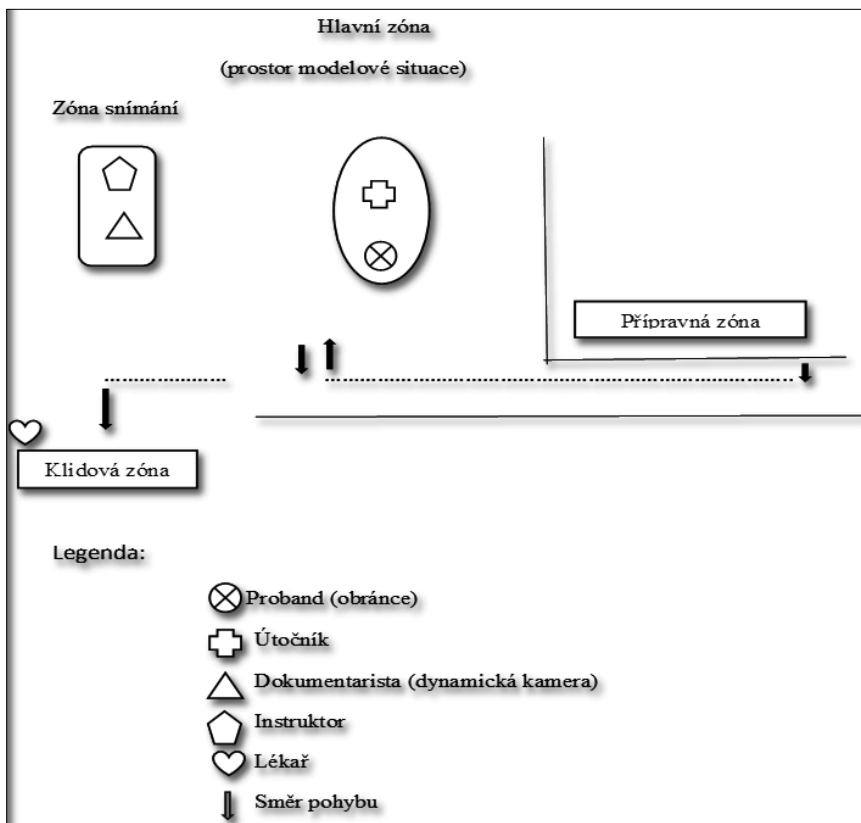 Hlavní zóna
(prostor modelové situace)
Zóna snímání
Přípravná zóna
Klidová zóna
Legenda:
Proband (obránce)
Útočník
Dokumentarista (dynamická kamera)
Instruktor
Lékař
Směr pohybu